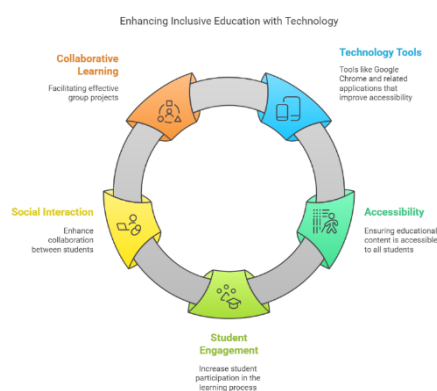 Enhancing Inclusive Education with Technology
Collaborative
Learning
Facilitating effective
group projects
Technology Tools
Tools like Google
Chrome and related
applications that
improve accessibility
Social Interaction
Enhance
collaboration
between students
Accessibility
Ensuring educational
content is accessible
to all students
Student
Engagement
Increase student
participation in the
learning process